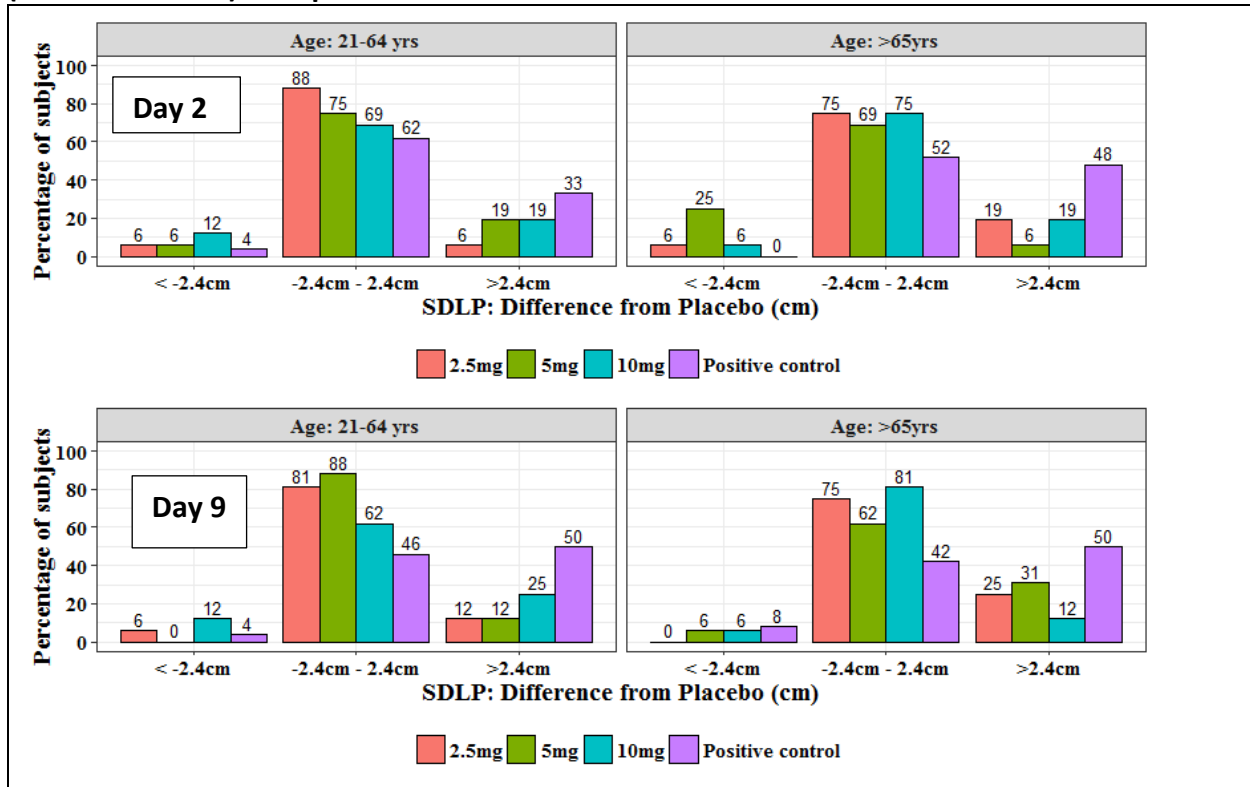 Age: 21-64 yrs Age: >65yrs
Percentage of subjects
100
80
60
40
20
0
Day 2
6 6 12 4 88 75 69 62 6 19 19 33
6 25 6 0 75 69 75 52 19 6 19 48
< -2.4cm -2.4cm - 2.4cm >2.4cm < -2.4cm -2.4cm - 2.4cm >2.4cm
SDLP: Difference from Placebo (cm)
2.5mg 5mg 10mg Positive control
Age: 21-64 yrs Age: >65yrs
Percentage of subjects
100
80
60
40
20
0
Day 9
6 0 12 4 81 88 62 46 12 12 25 50
0 6 6 8 75 62 81 42 25 31 12 50
< -2.4cm -2.4cm - 2.4cm >2.4cm < -2.4cm -2.4cm - 2.4cm >2.4cm
SDLP: Difference from Placebo (cm)
2.5mg 5mg 10mg Positive control